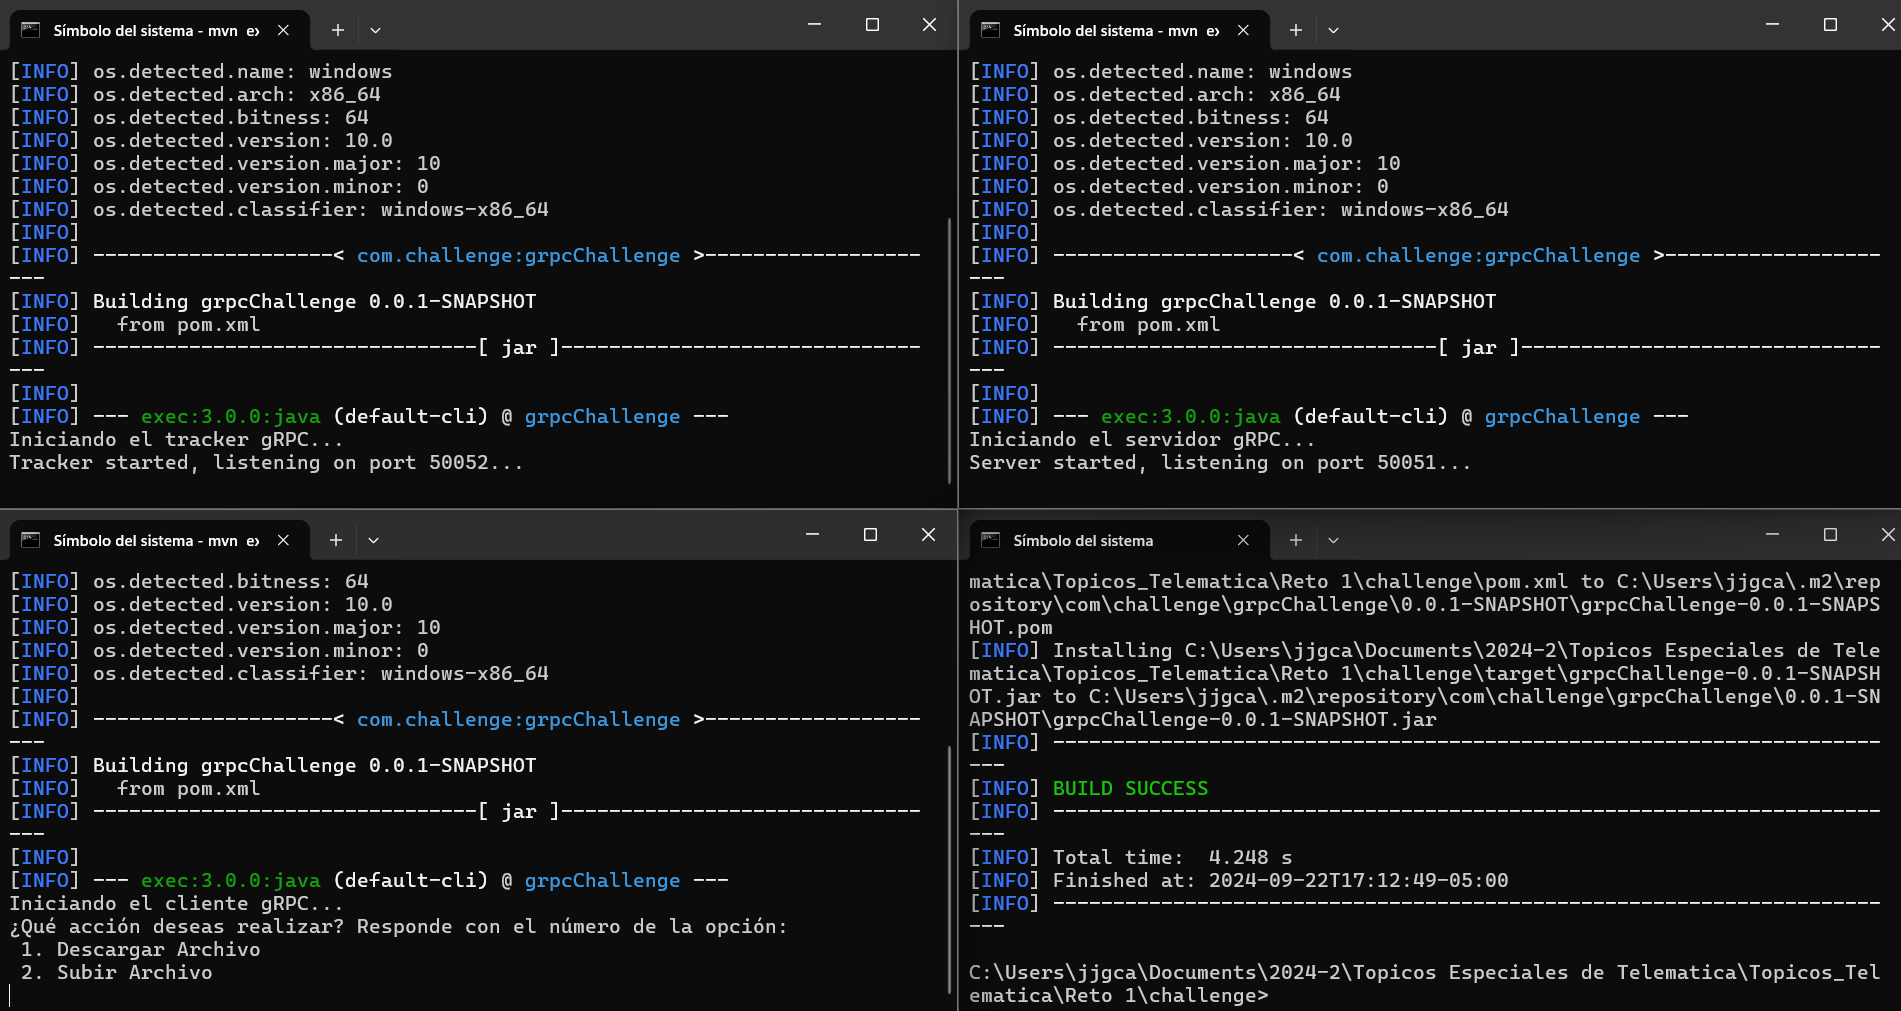 Símbolo del sistema - mvn  ex
[INFO] os.detected.name: windows
[INFO] os.detected.arch: x86_64
[INFO] os.detected.bitness: 64
[INFO] os.detected.version: 10.0
[INFO] os.detected.version.major: 10
[INFO] os.detected.version.minor: 0
[INFO] os.detected.classifier: windows-x86_64
[INFO]
[INFO] --------------------< com.challenge:grpcChallenge >------------------
---
[INFO] Building grpcChallenge 0.0.1-SNAPSHOT
[INFO]   from pom.xml
[INFO] --------------------------------[ jar ]------------------------------
---
[INFO]
[INFO] --- exec:3.0.0:java (default-cli) @ grpcChallenge ---
Iniciando el tracker gRPC...
Tracker started, listening on port 50052...
Símbolo del sistema - mvn  ex
[INFO] os.detected.name: windows
[INFO] os.detected.arch: x86_64
[INFO] os.detected.bitness: 64
[INFO] os.detected.version: 10.0
[INFO] os.detected.version.major: 10
[INFO] os.detected.version.minor: 0
[INFO] os.detected.classifier: windows-x86_64
[INFO]
[INFO] --------------------< com.challenge:grpcChallenge >------------------
---
[INFO] Building grpcChallenge 0.0.1-SNAPSHOT
[INFO]   from pom.xml
[INFO] --------------------------------[ jar ]------------------------------
---
[INFO]
[INFO] --- exec:3.0.0:java (default-cli) @ grpcChallenge ---
Iniciando el servidor gRPC...
Server started, listening on port 50051...
Símbolo del sistema - mvn  ex
[INFO] os.detected.bitness: 64
[INFO] os.detected.version: 10.0
[INFO] os.detected.version.major: 10
[INFO] os.detected.version.minor: 0
[INFO] os.detected.classifier: windows-x86_64
[INFO]
[INFO] --------------------< com.challenge:grpcChallenge >------------------
---
[INFO] Building grpcChallenge 0.0.1-SNAPSHOT
[INFO]   from pom.xml
[INFO] --------------------------------[ jar ]------------------------------
---
[INFO]
[INFO] --- exec:3.0.0:java (default-cli) @ grpcChallenge ---
Iniciando el cliente gRPC...
¿Qué acción deseas realizar? Responde con el número de la opción:
 1. Descargar Archivo
 2. Subir Archivo
Símbolo del sistema
matica\Topicos_Telematica\Reto 1\challenge\pom.xml to C:\Users\jjgca\.m2\rep
ository\com\challenge\grpcChallenge\0.0.1-SNAPSHOT\grpcChallenge-0.0.1-SNAPS
HOT.pom
[INFO] Installing C:\Users\jjgca\Documents\2024-2\Topicos Especiales de Tele
matica\Topicos_Telematica\Reto 1\challenge\target\grpcChallenge-0.0.1-SNAPSH
OT.jar to C:\Users\jjgca\.m2\repository\com\challenge\grpcChallenge\0.0.1-SN
APSHOT\grpcChallenge-0.0.1-SNAPSHOT.jar
[INFO] ---------------------------------------------------------------------
---
[INFO] BUILD SUCCESS
[INFO] ---------------------------------------------------------------------
---
[INFO] Total time:  4.248 s
[INFO] Finished at: 2024-09-22T17:12:49-05:00
[INFO] ---------------------------------------------------------------------
---
C:\Users\jjgca\Documents\2024-2\Topicos Especiales de Telematica\Topicos_Tel
ematica\Reto 1\challenge>